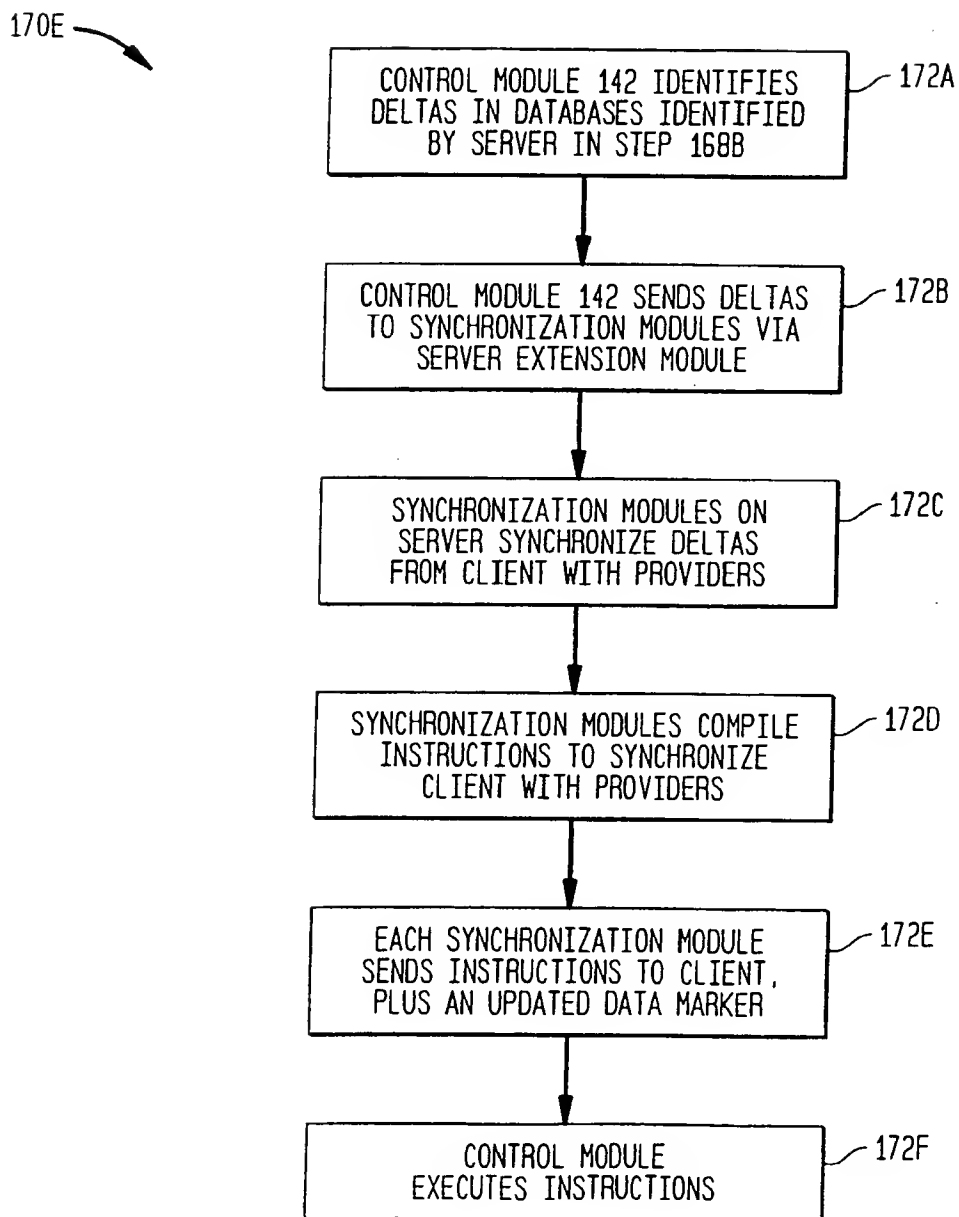 170E
CONTROL MODULE 142 IDENTIFIES
DELTAS IN DATABASES IDENTIFIED
BY SERVER IN STEP 168B
172A
CONTROL MODULE 142 SENDS DELTAS
TO SYNCHRONIZATION MODULES VIA
SERVER EXTENSION MODULE
172B
SYNCHRONIZATION MODULES ON
SERVER SYNCHRONIZE DELTAS
FROM CLIENT WITH PROVIDERS
172C
SYNCHRONIZATION MODULES COMPILE
INSTRUCTIONS TO SYNCHRONIZE
CLIENT WITH PROVIDERS
172D
EACH SYNCHRONIZATION MODULE
SENDS INSTRUCTIONS TO CLIENT,
PLUS AN UPDATED DATA MARKER
172E
CONTROL MODULE
EXECUTES INSTRUCTIONS
172F